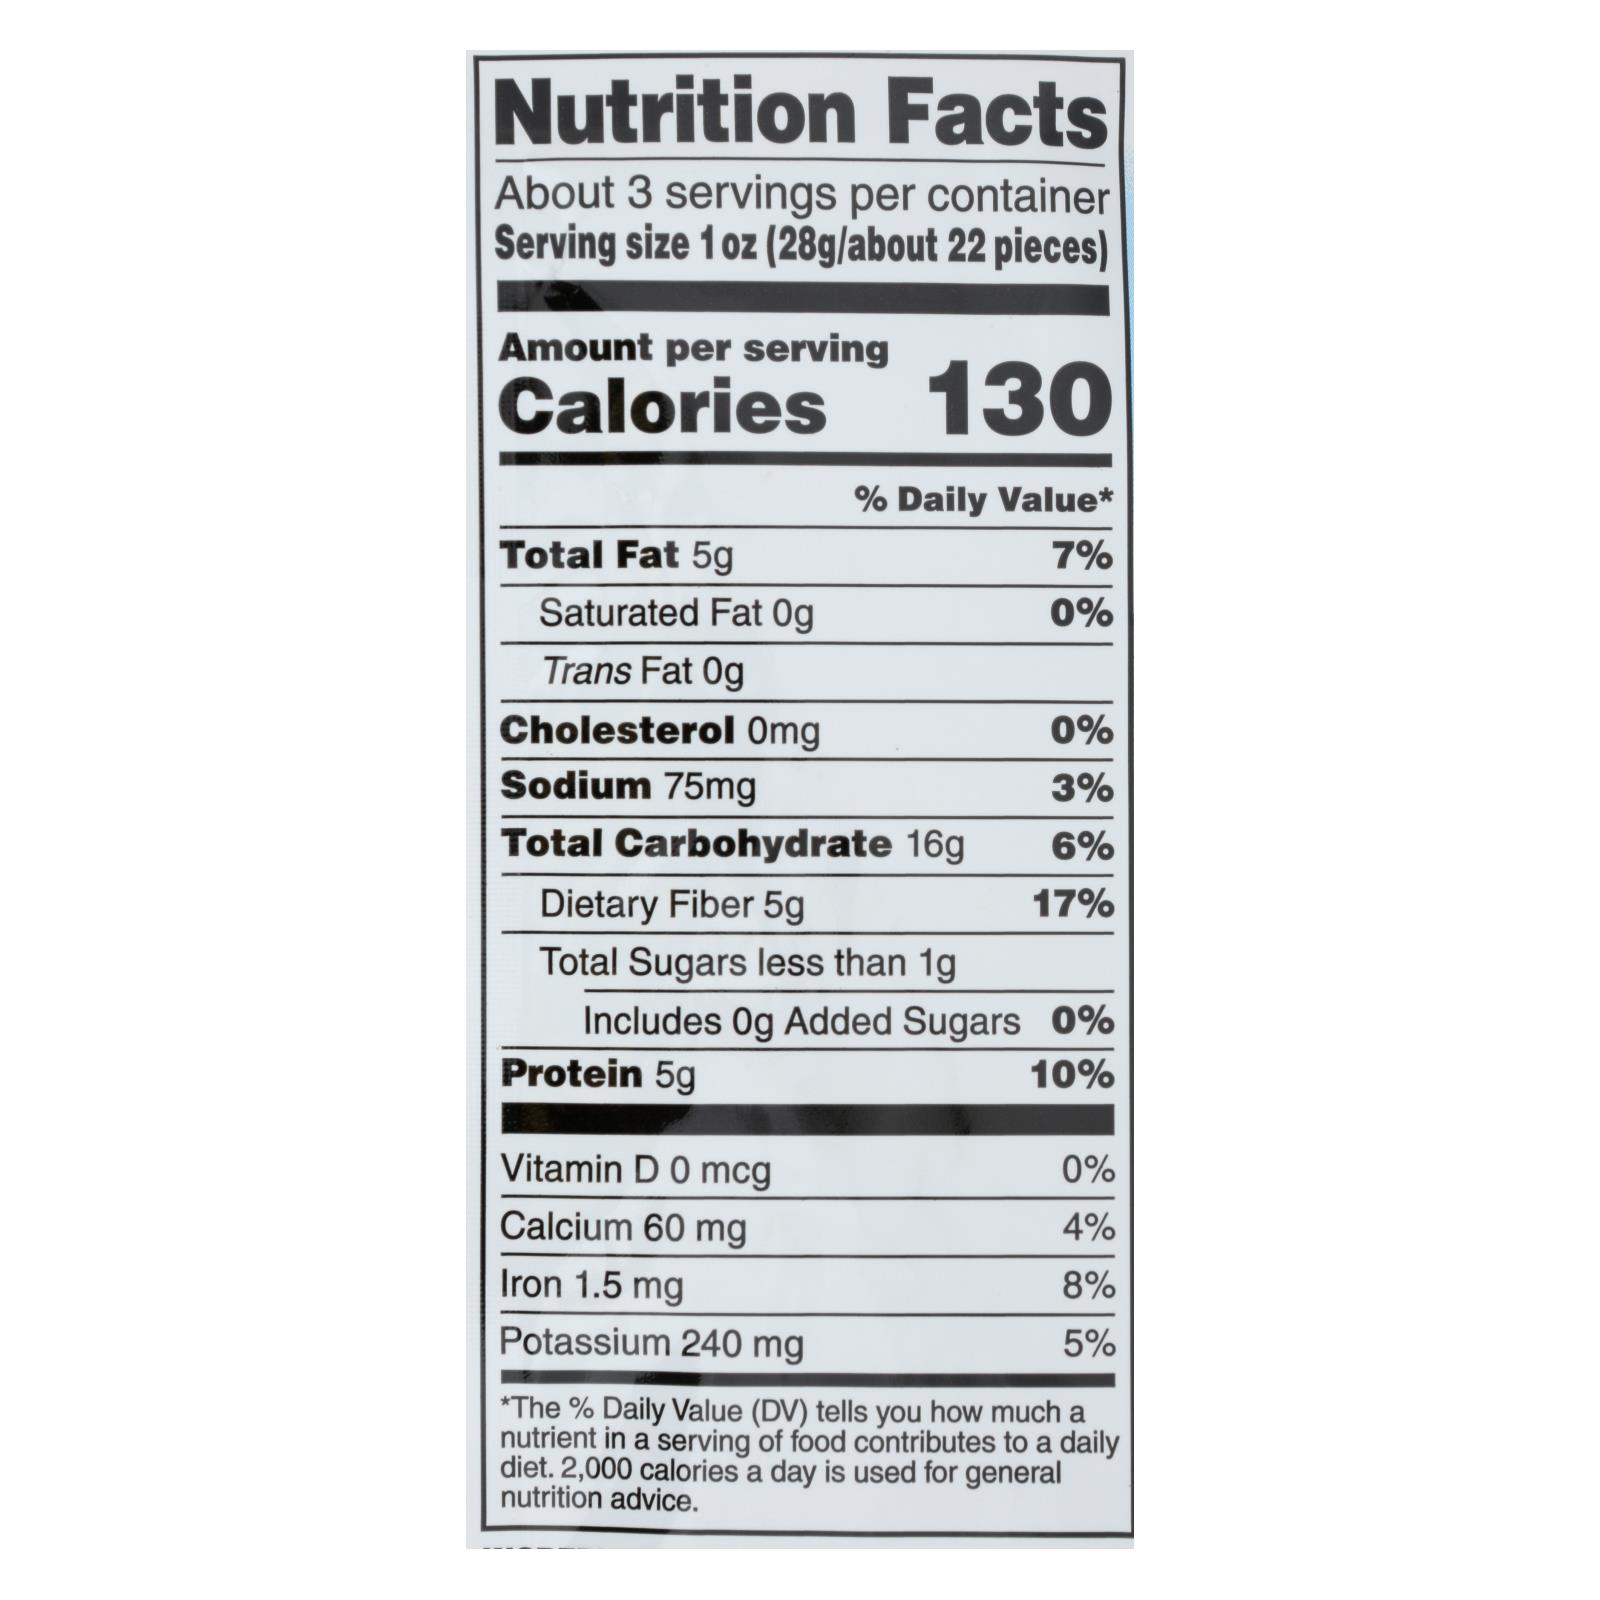 Nutrition Facts
About 3 servings per container
Serving size 1 oz (28g/about 22 pieces)
Amount per serving
Calories 130
% Daily Value*
Total Fat 5g 7%
Saturated Fat 0g 0%
Trans Fat 0g
Cholesterol 0mg 0%
Sodium 75mg 3%
Total Carbohydrate 16g 6%
Dietary Fiber 5g 17%
Total Sugars less than 1g
Includes 0g Added Sugars 0%
Protein 5g 10%
Vitamin D 0 mcg 0%
Calcium 60 mg 4%
Iron 1.5 mg 8%
Potassium 240 mg 5%
*The % Daily Value (DV) tells you how much a
nutrient in a serving of food contributes to a daily
diet. 2,000 calories a day is used for general
nutrition advice.